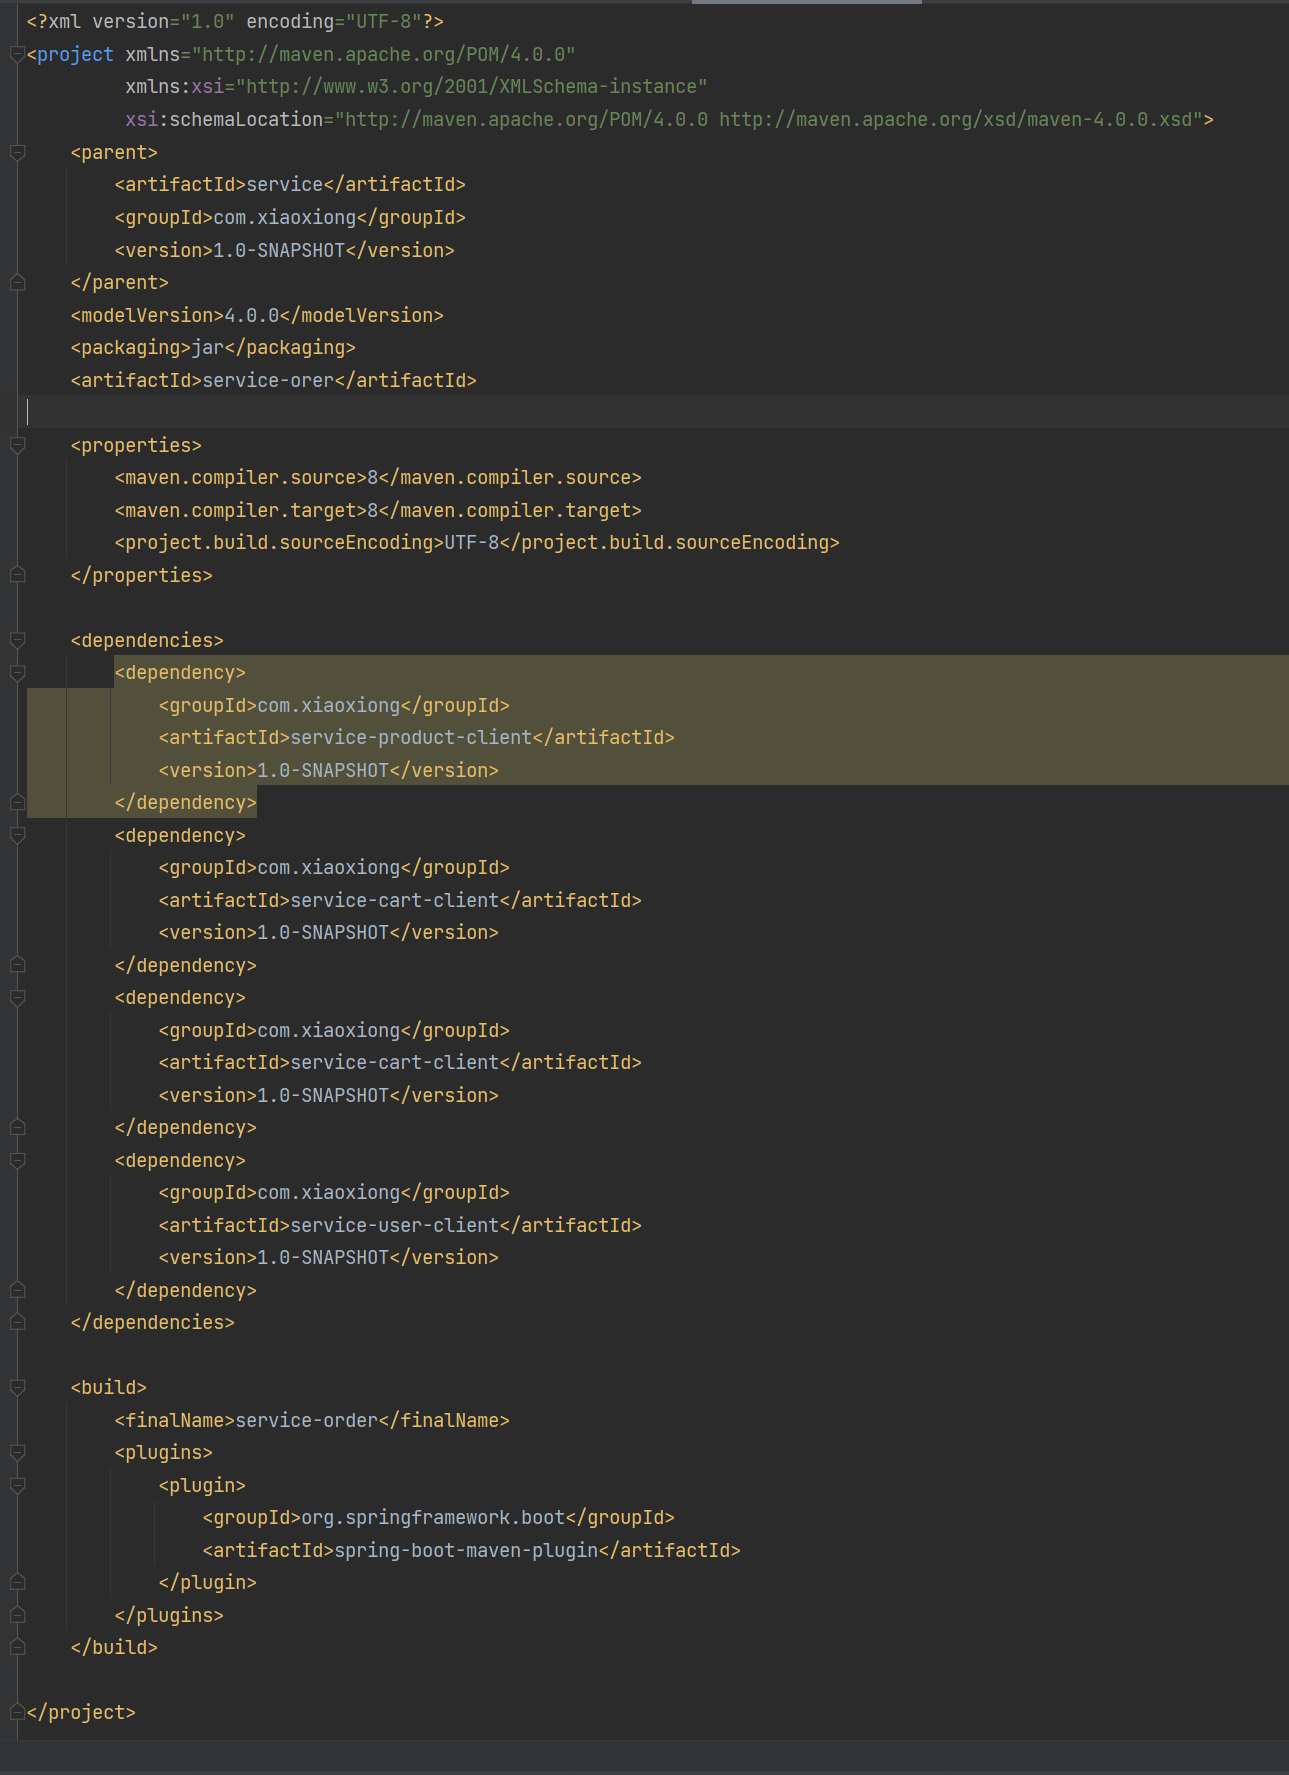 <?xml version="1.0" encoding="UTF-8"?>
<project xmlns="http://maven.apache.org/POM/4.0.0"
         xmlns:xsi="http://www.w3.org/2001/XMLSchema-instance"
         xsi:schemaLocation="http://maven.apache.org/POM/4.0.0 http://maven.apache.org/xsd/maven-4.0.0.xsd">
    <parent>
        <artifactId>service</artifactId>
        <groupId>com.xiaoxiong</groupId>
        <version>1.0-SNAPSHOT</version>
    </parent>
    <modelVersion>4.0.0</modelVersion>
    <packaging>jar</packaging>
    <artifactId>service-orer</artifactId>
    <properties>
        <maven.compiler.source>8</maven.compiler.source>
        <maven.compiler.target>8</maven.compiler.target>
        <project.build.sourceEncoding>UTF-8</project.build.sourceEncoding>
    </properties>
    <dependencies>
        <dependency>
            <groupId>com.xiaoxiong</groupId>
            <artifactId>service-product-client</artifactId>
            <version>1.0-SNAPSHOT</version>
        </dependency>
        <dependency>
            <groupId>com.xiaoxiong</groupId>
            <artifactId>service-cart-client</artifactId>
            <version>1.0-SNAPSHOT</version>
        </dependency>
        <dependency>
            <groupId>com.xiaoxiong</groupId>
            <artifactId>service-cart-client</artifactId>
            <version>1.0-SNAPSHOT</version>
        </dependency>
        <dependency>
            <groupId>com.xiaoxiong</groupId>
            <artifactId>service-user-client</artifactId>
            <version>1.0-SNAPSHOT</version>
        </dependency>
    </dependencies>
    <build>
        <finalName>service-order</finalName>
        <plugins>
            <plugin>
                <groupId>org.springframework.boot</groupId>
                <artifactId>spring-boot-maven-plugin</artifactId>
            </plugin>
        </plugins>
    </build>
</project>